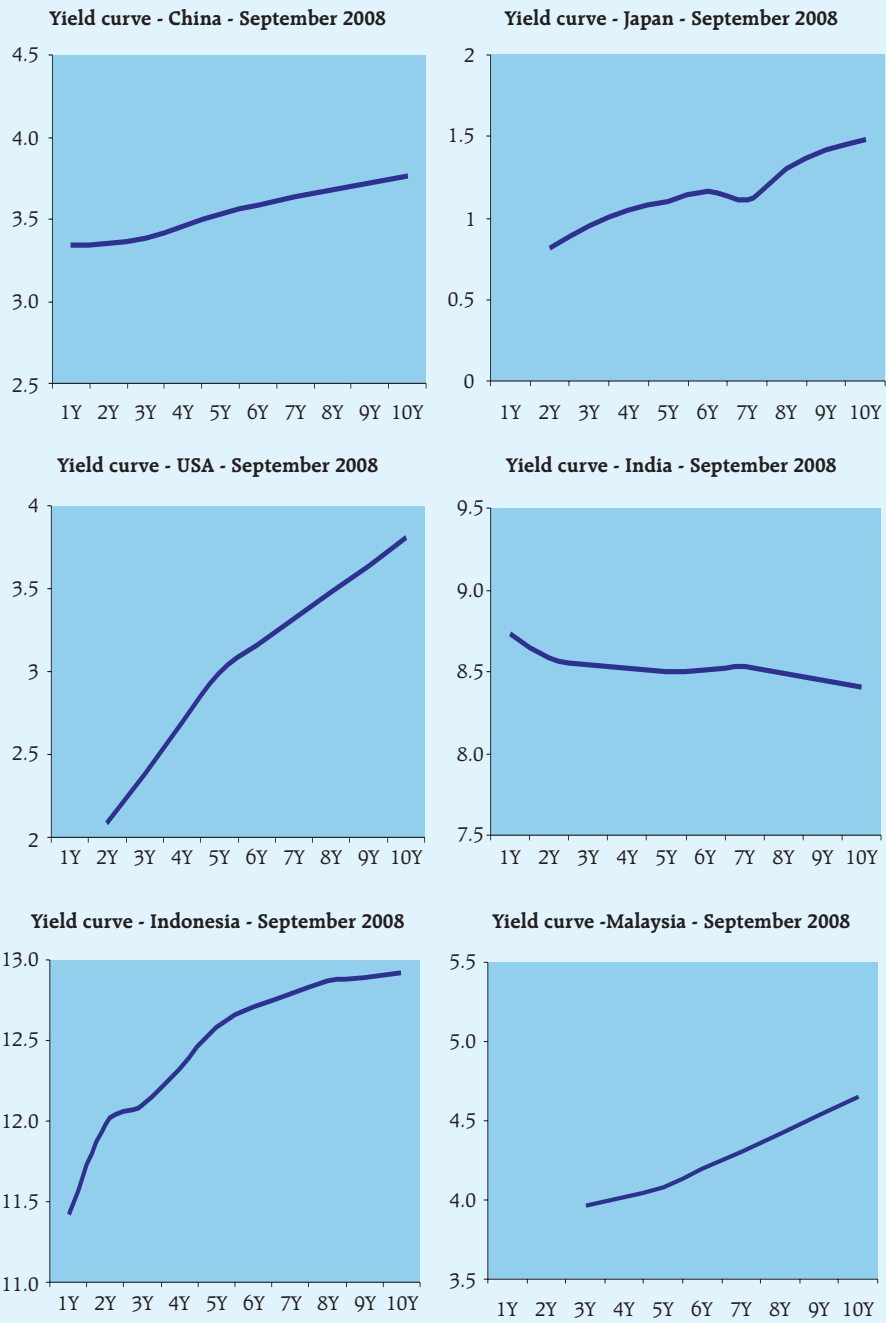 Yield curve - China - September 2008
4.5
4.0
3.5
3.0
2.5
1Y 2Y 3Y 4Y 5Y 6Y 7Y 8Y 9Y 10Y
Yield curve - Japan - September 2008
2
1.5
1
0.5
0
1Y 2Y 3Y 4Y 5Y 6Y 7Y 8Y 9Y 10Y
Yield curve - USA - September 2008
4
3.5
3
2.5
2
1Y 2Y 3Y 4Y 5Y 6Y 7Y 8Y 9Y 10Y
Yield curve - India - September 2008
9.5
9.0
8.5
8.0
7.5
1Y 2Y 3Y 4Y 5Y 6Y 7Y 8Y 9Y 10Y
Yield curve - Indonesia - September 2008
13.0
12.5
12.0
11.5
11.0
1Y 2Y 3Y 4Y 5Y 6Y 7Y 8Y 9Y 10Y
Yield curve -Malaysia - September 2008
5.5
5.0
4.5
4.0
3.5
1Y 2Y 3Y 4Y 5Y 6Y 7Y 8Y 9Y 10Y